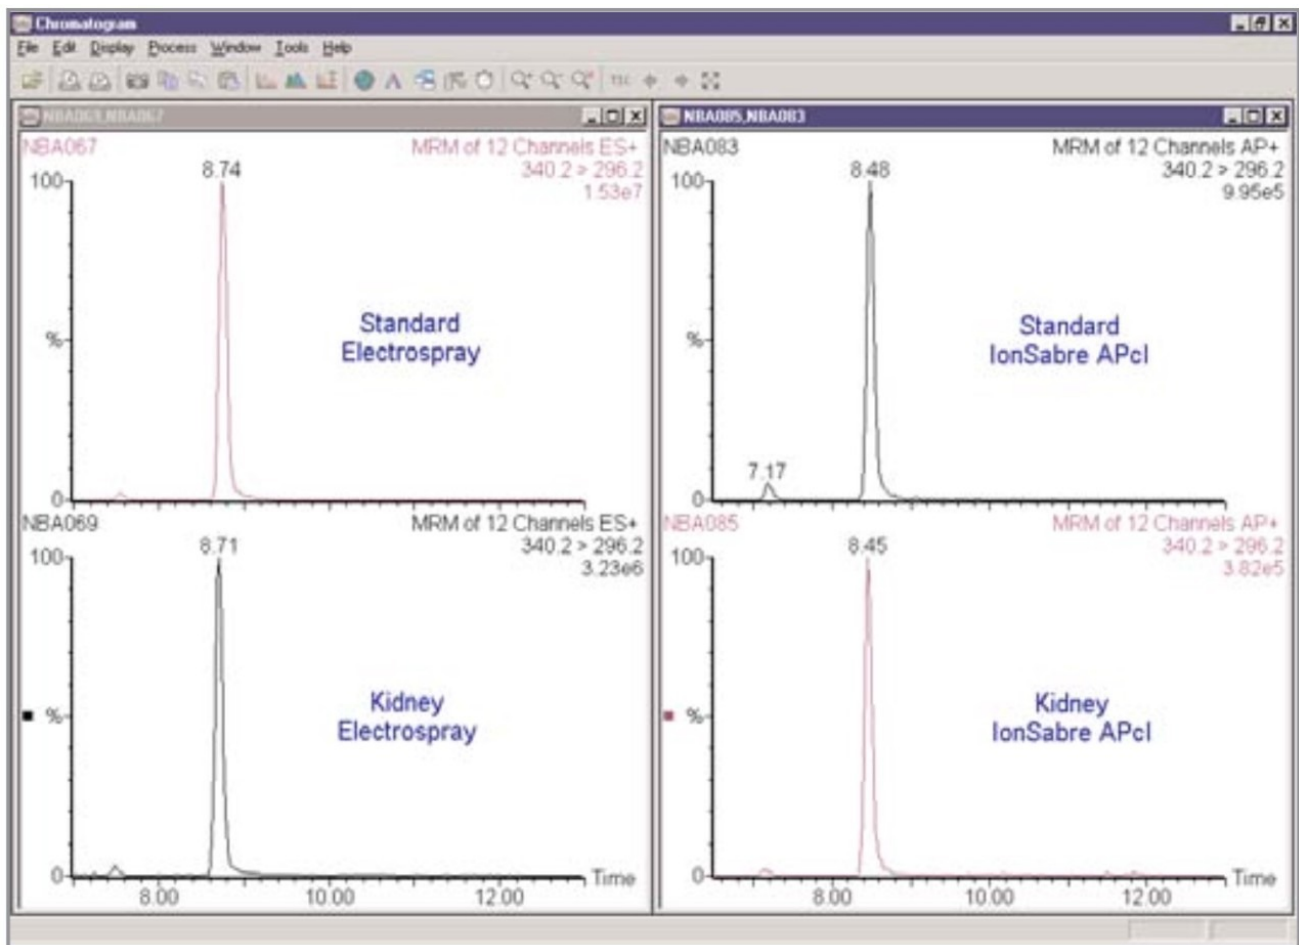 Chromatogram
File Edit Display Process Window Tools Help
NBA069,NBA067
NBA067
MRM of 12 Channels ES+
340.2 > 296.2
1.53e7
8.74
100
%
0
Standard
Electrospray
NBA069
MRM of 12 Channels ES+
340.2 > 296.2
3.23e6
8.71
100
%
0
Kidney
Electrospray
Time
8.00 10.00 12.00
NBA085,NBA083
NBA083
MRM of 12 Channels AP+
340.2 > 296.2
9.95e5
8.48
100
%
7.17
0
Standard
IonSabre APcI
NBA085
MRM of 12 Channels AP+
340.2 > 296.2
3.82e5
8.45
100
%
0
Kidney
IonSabre APcI
Time
8.00 10.00 12.00